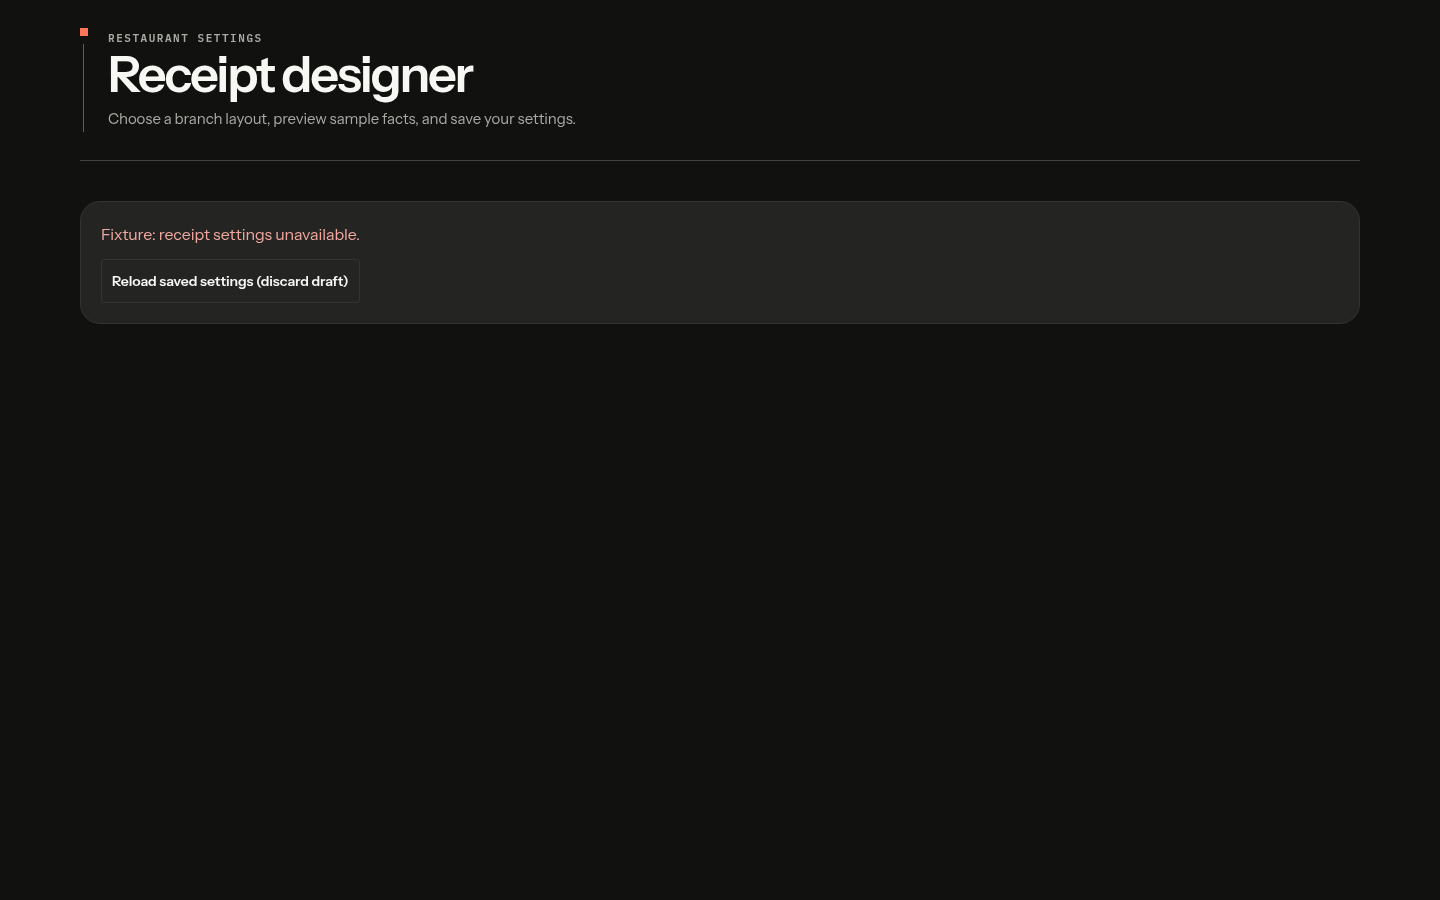 RESTAURANT SETTINGS
Receipt designer
Choose a branch layout, preview sample facts, and save your settings.
Fixture: receipt settings unavailable.
Reload saved settings (discard draft)